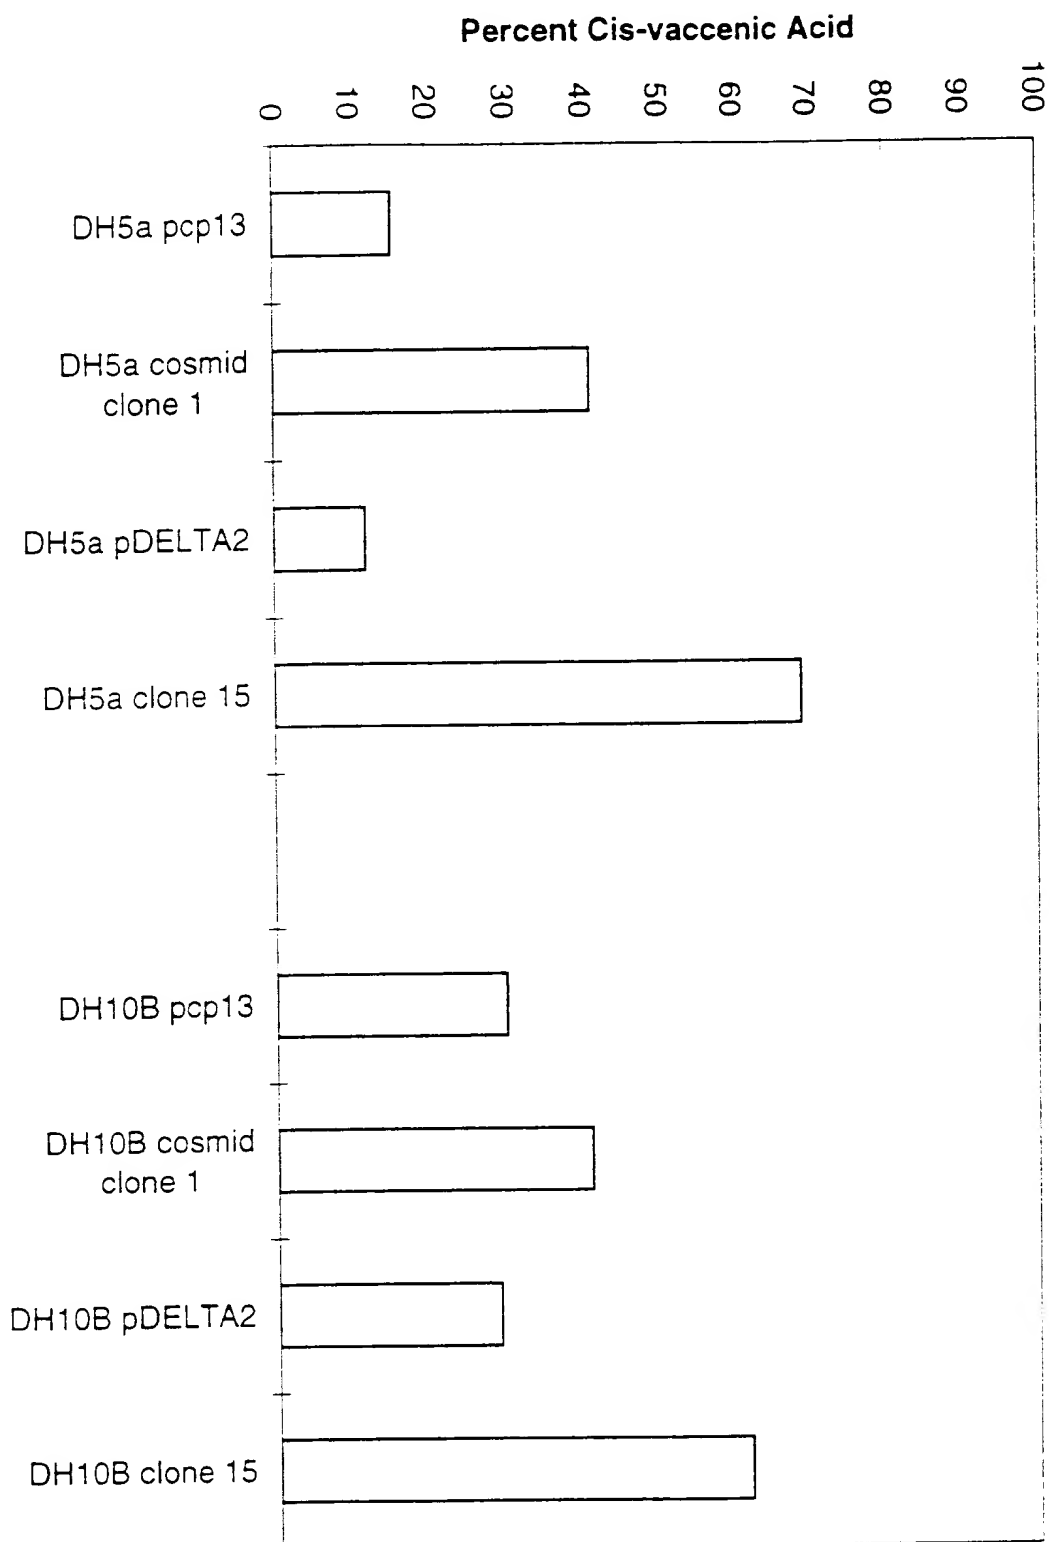 Percent Cis-vaccenic Acid
0
10
20
30
40
50
60
70
80
90
100
DH5a pcp13
DH5a cosmid
clone 1
DH5a pDELTA2
DH5a clone 15
DH10B pcp13
DH10B cosmid
clone 1
DH10B pDELTA2
DH10B clone 15